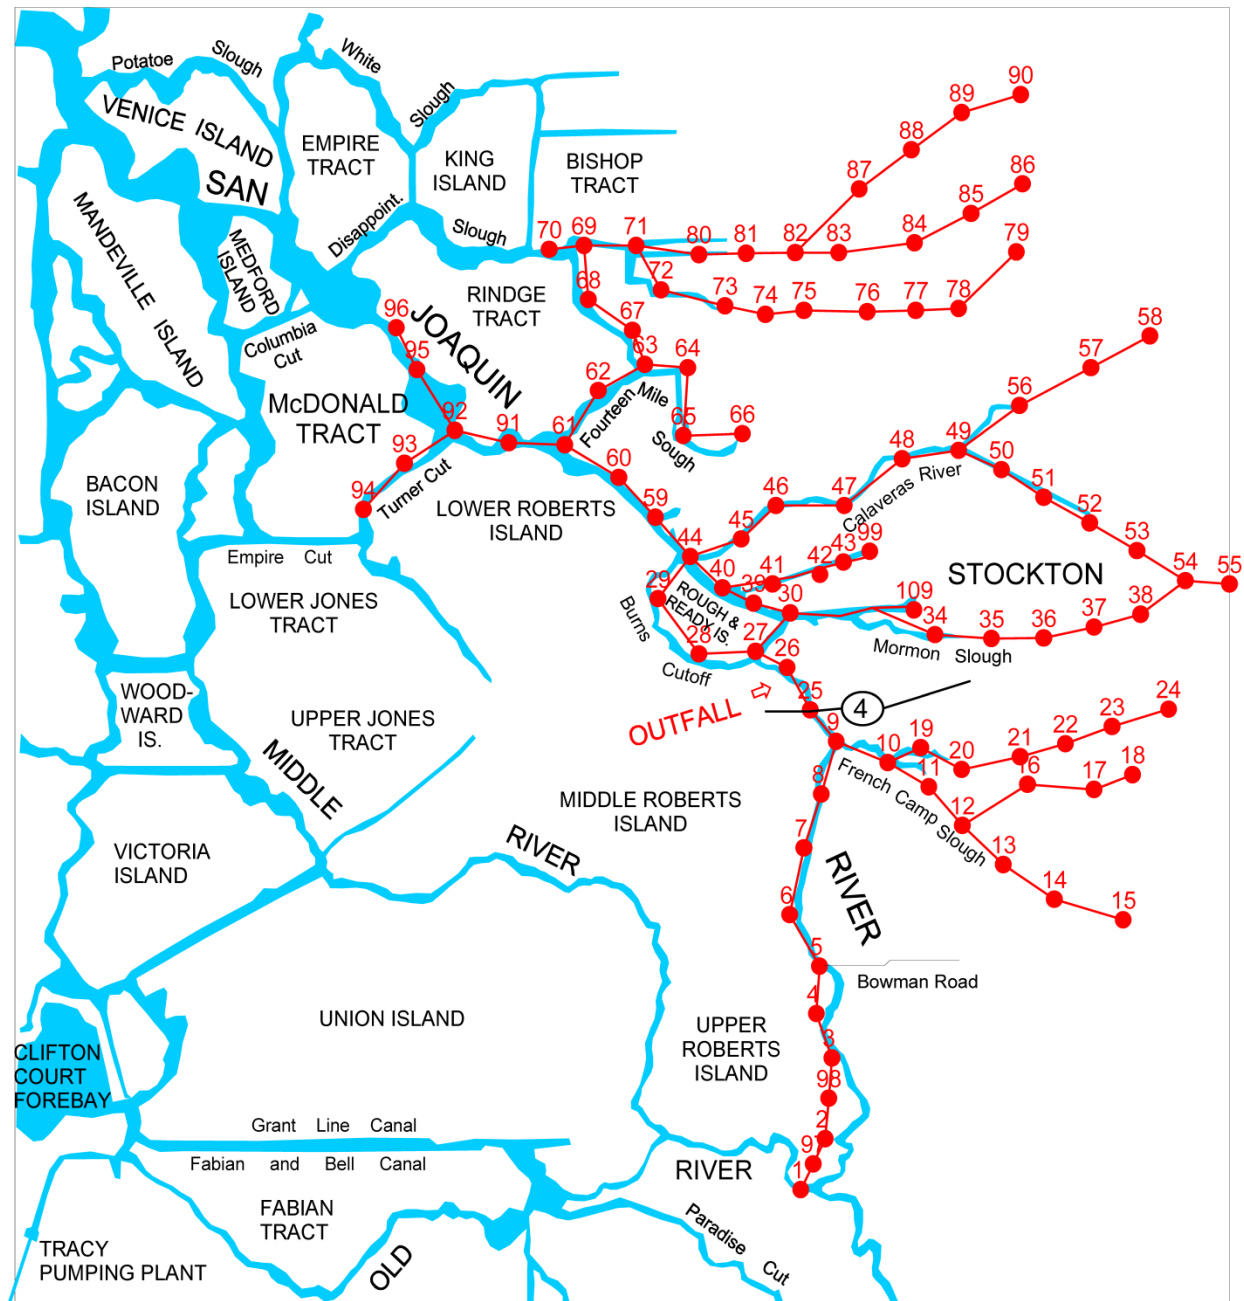 Potatoe Slough
White Slough
VENICE ISLAND
EMPIRE
TRACT
KING
ISLAND
BISHOP
TRACT
SAN
MANDEVILLE ISLAND
MEDFORD
ISLAND
Disappoint.
Slough
RINDGE
TRACT
JOAQUIN
Columbia
Cut
McDONALD
TRACT
Turner Cut
Fourteen Mile
Sough
BACON
ISLAND
LOWER ROBERTS
ISLAND
Calaveras River
Empire Cut
LOWER JONES
TRACT
ROUGH &
READY IS.
Burns
Cutoff
STOCKTON
Mormon Slough
WOOD-
WARD
IS.
UPPER JONES
TRACT
OUTFALL
4
MIDDLE
RIVER
MIDDLE ROBERTS
ISLAND
French Camp Slough
RIVER
VICTORIA
ISLAND
Bowman Road
UNION ISLAND
UPPER
ROBERTS
ISLAND
CLIFTON
COURT
FOREBAY
Grant Line Canal
Fabian and Bell Canal
RIVER
FABIAN
TRACT
OLD
Paradise Cut
TRACY
PUMPING PLANT
90
89
88
87
86
85
84
83
82
81
80
79
78
77
76
75
74
73
72
71
70
69
68
67
63
64
62
65
66
61
60
59
96
95
92
91
93
94
58
57
56
49
48
47
46
45
44
50
51
52
53
54
55
99
43
42
41
40
39
30
29
28
27
26
25
109
34
35
36
37
38
9
10
19
20
21
22
23
24
11
12
16
17
18
13
14
15
8
7
6
5
4
3
98
2
97
1